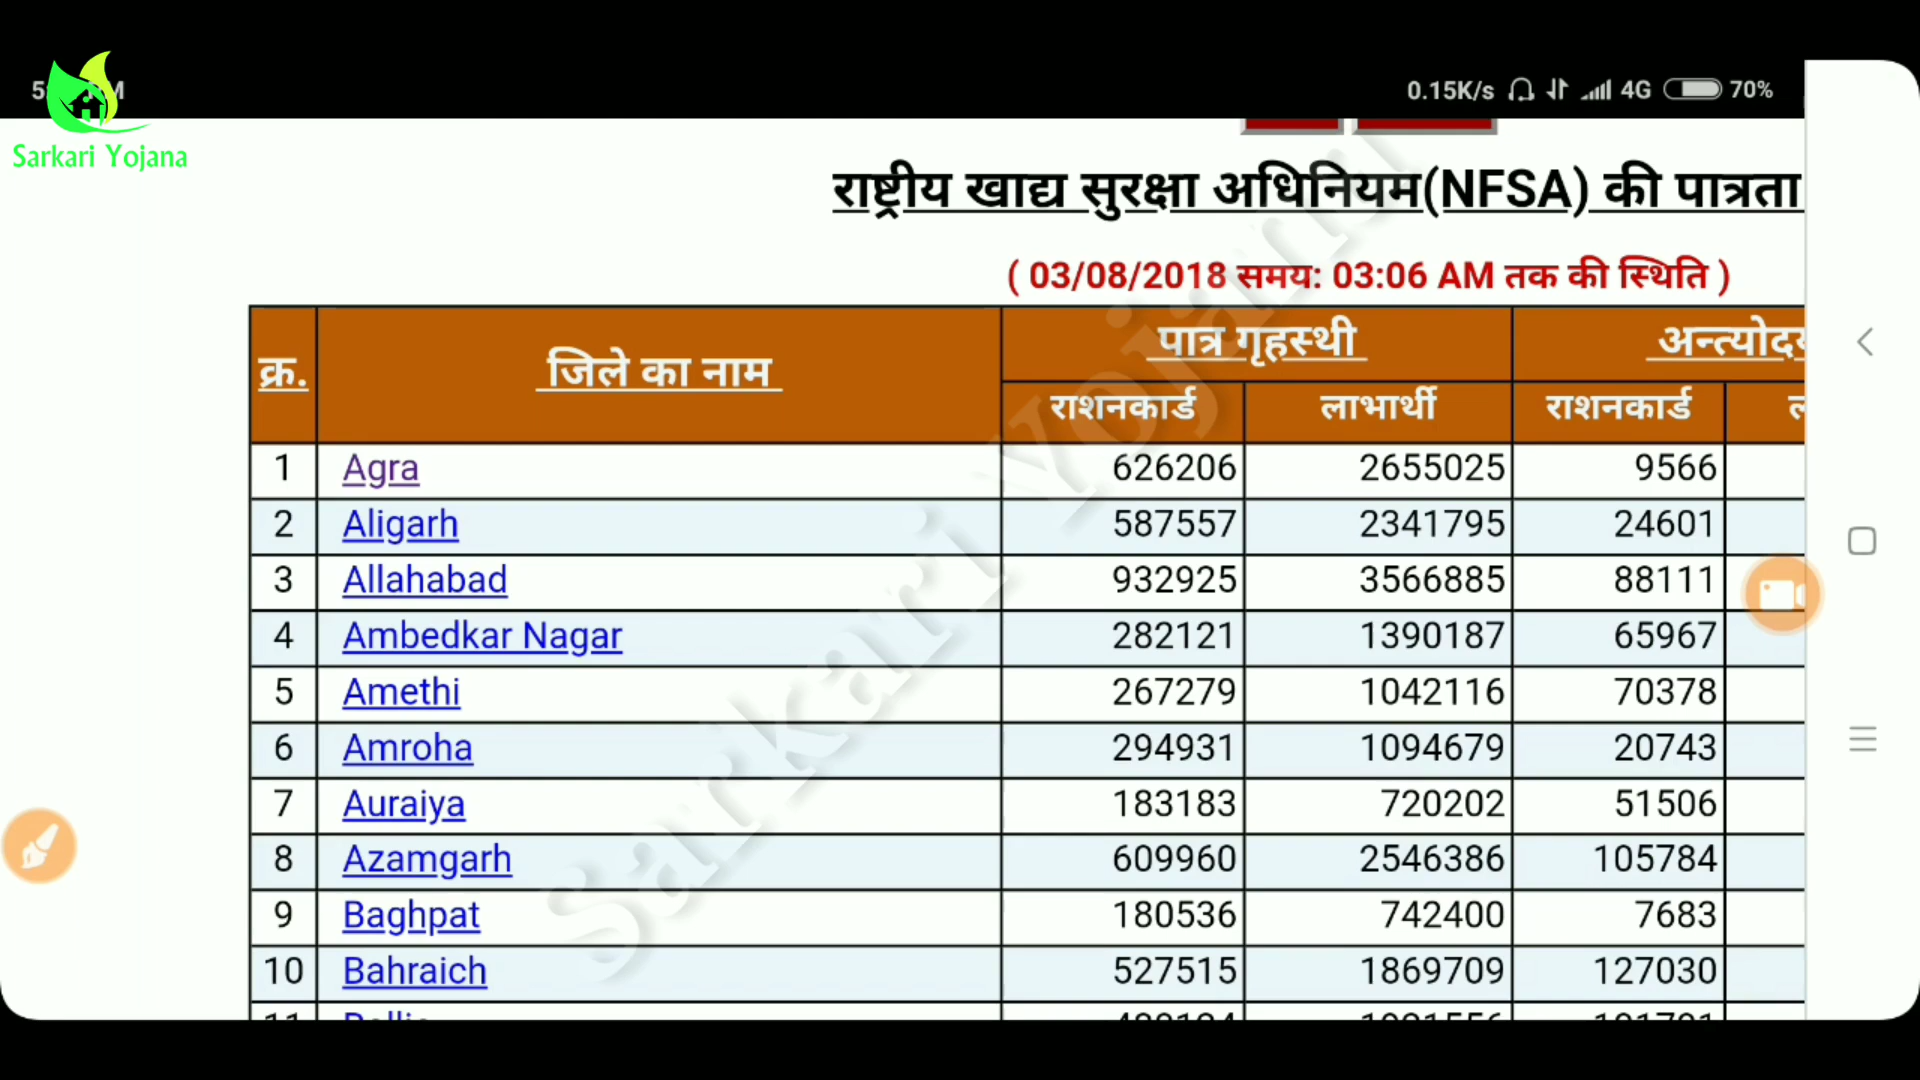 0.15K/s 4G 70%
Sarkari Yojana
राष्ट्रीय खाद्य सुरक्षा अधिनियम(NFSA) की पात्रता
( 03/08/2018 समय: 03:06 AM तक की स्थिति )
क्र. जिले का नाम पात्र गृहस्थी
राशनकार्ड लाभार्थी राशनकार्ड
1 Agra 626206 2655025 9566
2 Aligarh 587557 2341795 24601
3 Allahabad 932925 3566885 88111
4 Ambedkar Nagar 282121 1390187 65967
5 Amethi 267279 1042116 70378
6 Amroha 294931 1094679 20743
7 Auraiya 183183 720202 51506
8 Azamgarh 609960 2546386 105784
9 Baghpat 180536 742400 7683
10 Bahraich 527515 1869709 127030
Sarkari Yojana